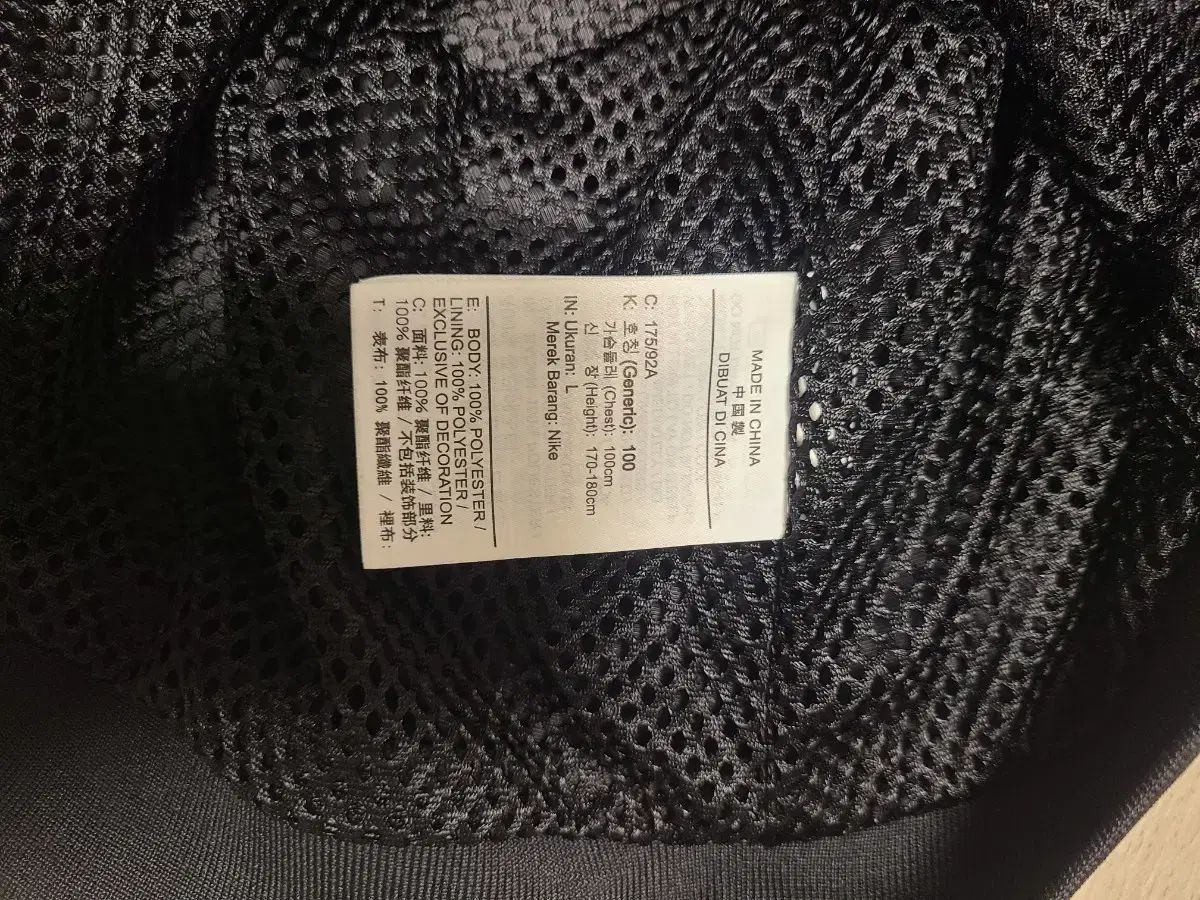 MADE IN CHINA
中国製
DIBUAT DI CINA
C: 175/92A
K: 호칭 (Generic): 100
가슴둘레 (Chest): 100cm
신 장 (Height): 170-180cm
IN: Ukuran: L
Merek Barang: Nike
E: BODY: 100% POLYESTER /
LINING: 100% POLYESTER /
EXCLUSIVE OF DECORATION
C: 面料: 100% 聚酯纤维 / 里料:
100% 聚酯纤维 / 不包括装饰部分
T: 表布: 100% 聚酯纖維 / 裡布: